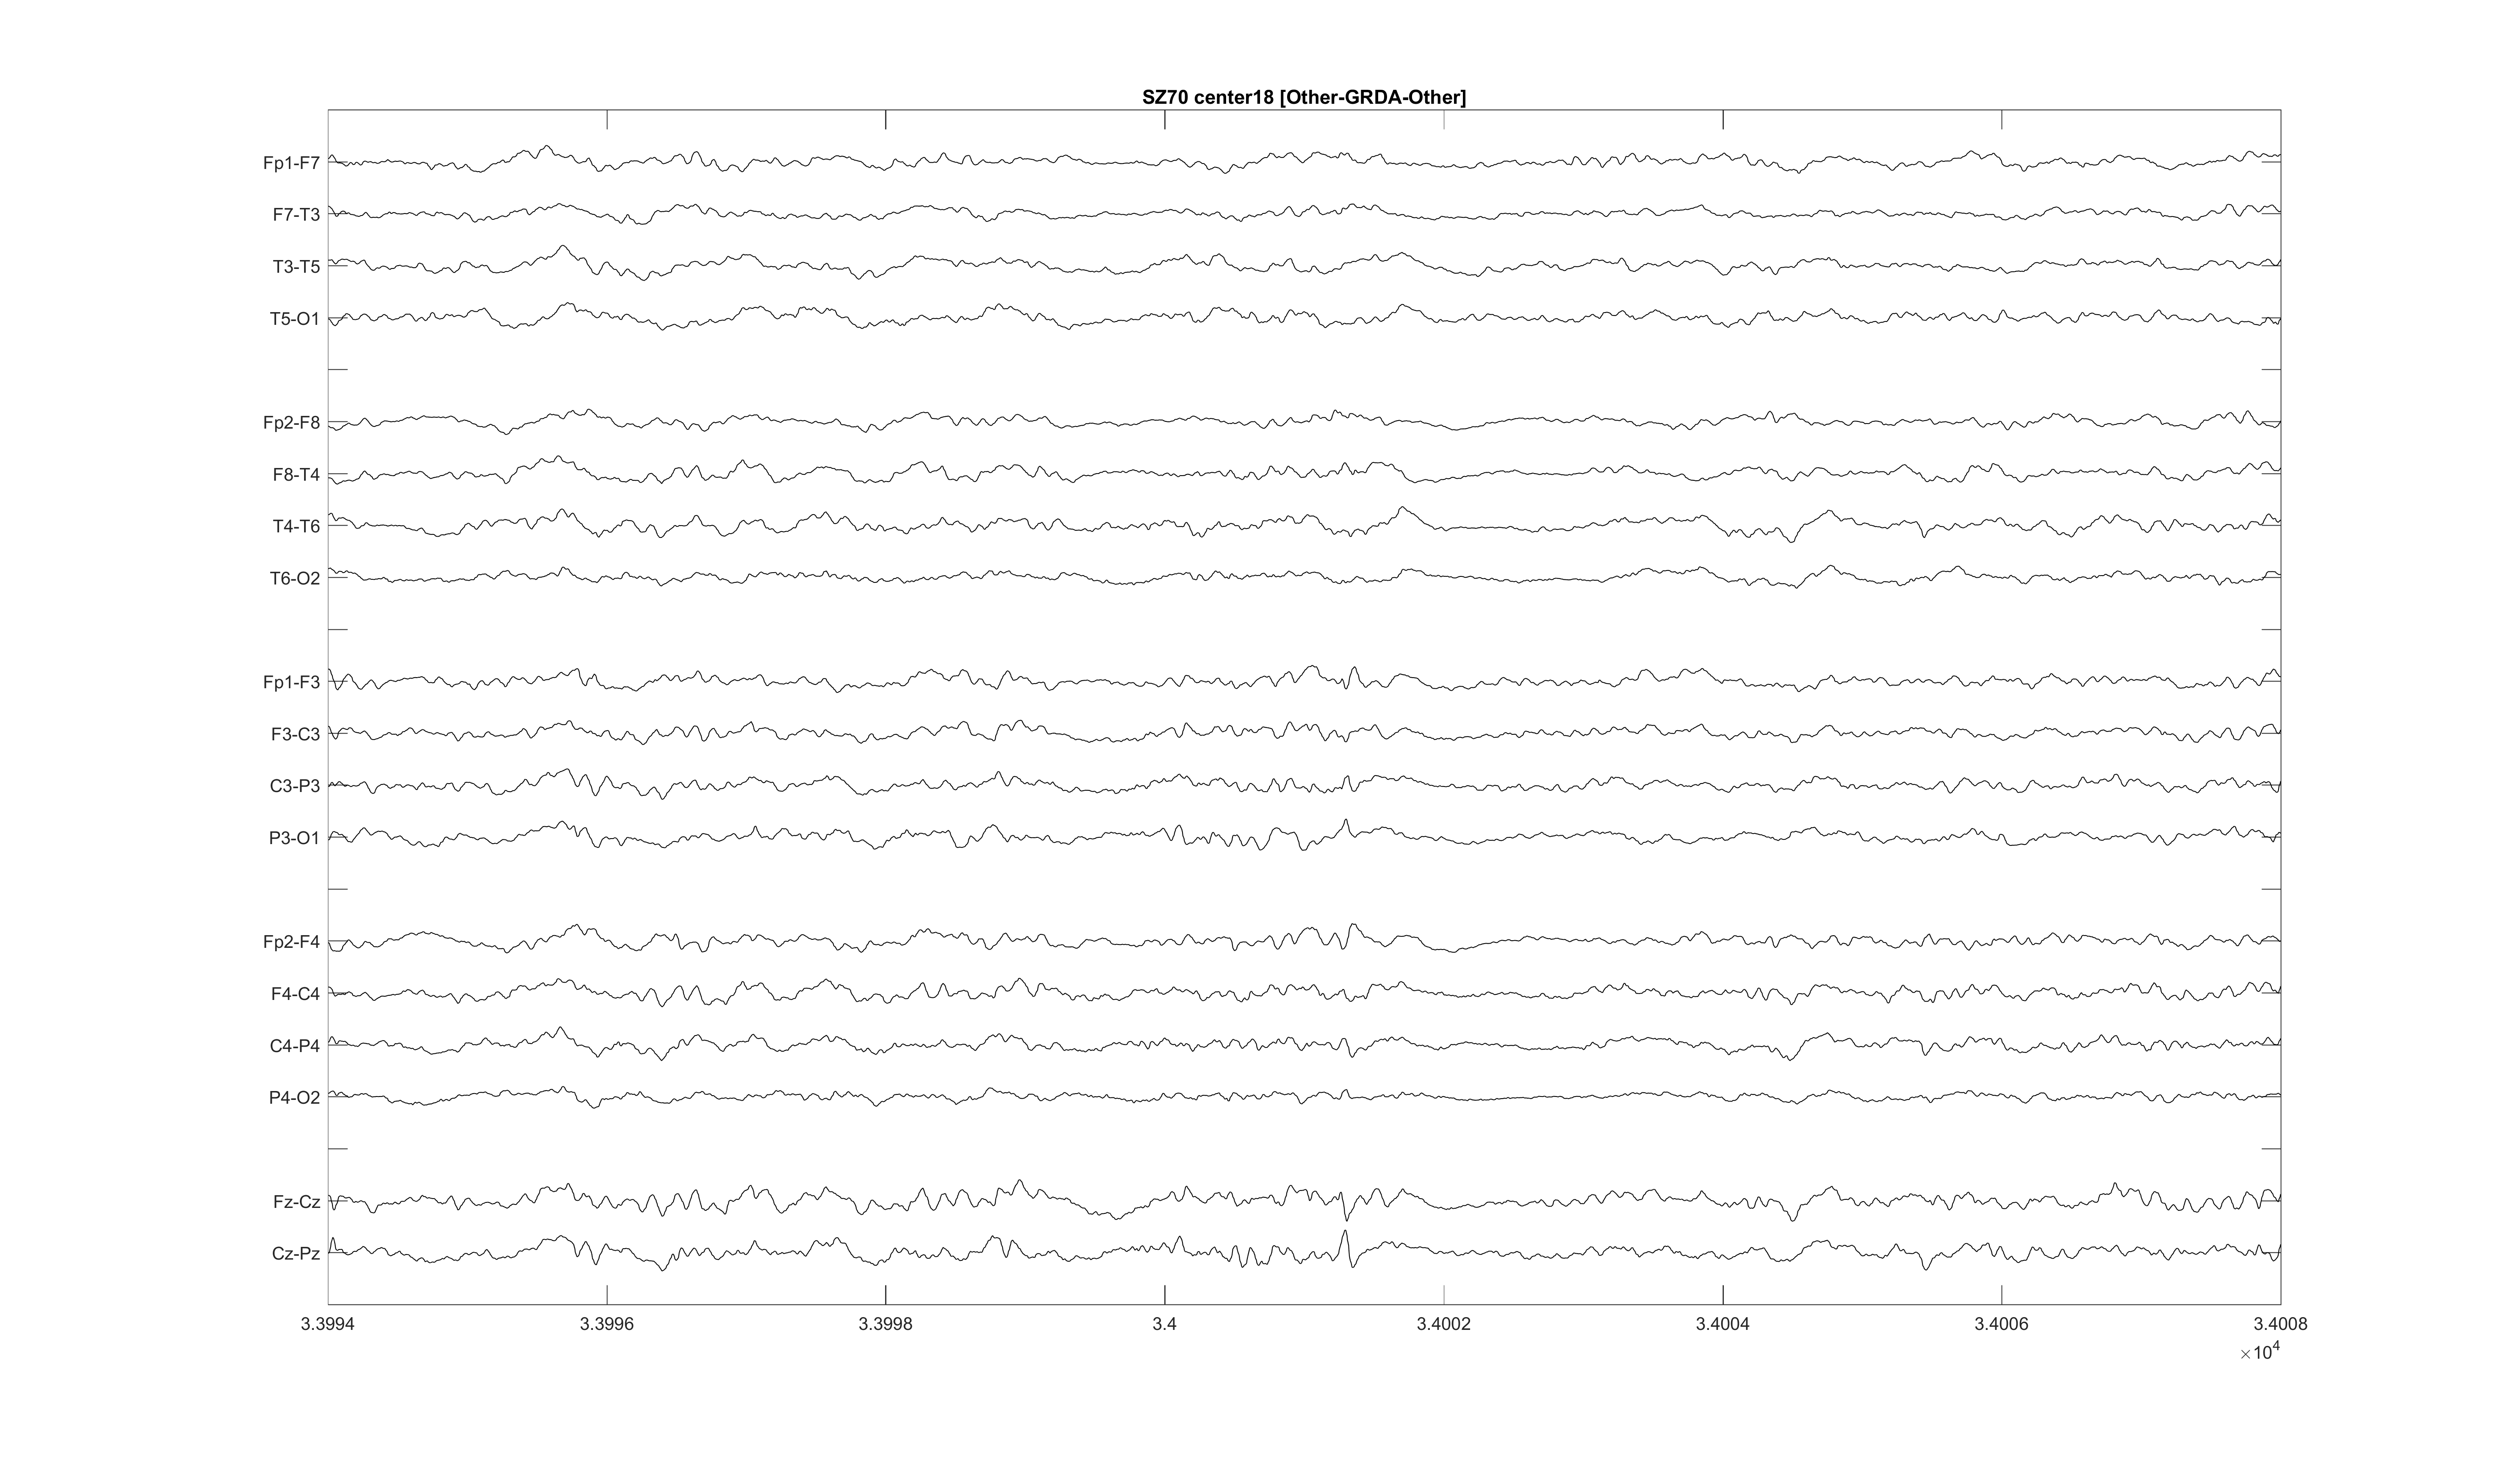 SZ70 center18 [Other-GRDA-Other]
Fp1-F7
F7-T3
T3-T5
T5-O1
Fp2-F8
F8-T4
T4-T6
T6-O2
Fp1-F3
F3-C3
C3-P3
P3-O1
Fp2-F4
F4-C4
C4-P4
P4-O2
Fz-Cz
Cz-Pz
3.3994 3.3996 3.3998 3.4 3.4002 3.4004 3.4006 3.4008
×10⁴